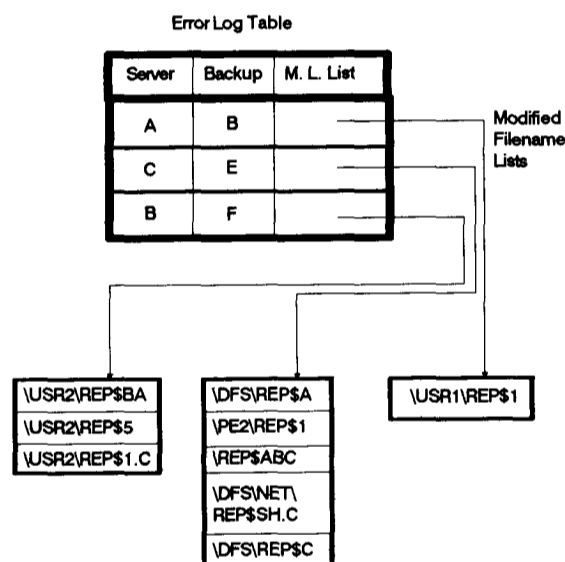 Error Log Table
Server Backup M. L. List
A B
C E
B F
Modified
Filename
Lists
\USR2\REP$BA
\USR2\REP$5
\USR2\REP$1.C
\DFS\REP$A
\PE2\REP$1
\REP$ABC
\DFS\NET\
REP$SH.C
\DFS\REP$C
\USR1\REP$1